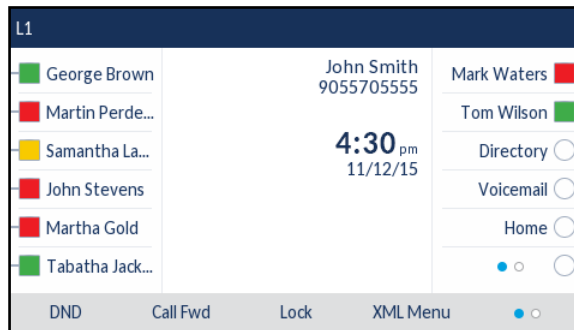 L1
George Brown
Martin Perde...
Samantha La...
John Stevens
Martha Gold
Tabatha Jack...
John Smith
9055705555
4:30 pm
11/12/15
Mark Waters
Tom Wilson
Directory
Voicemail
Home
DND Call Fwd Lock XML Menu